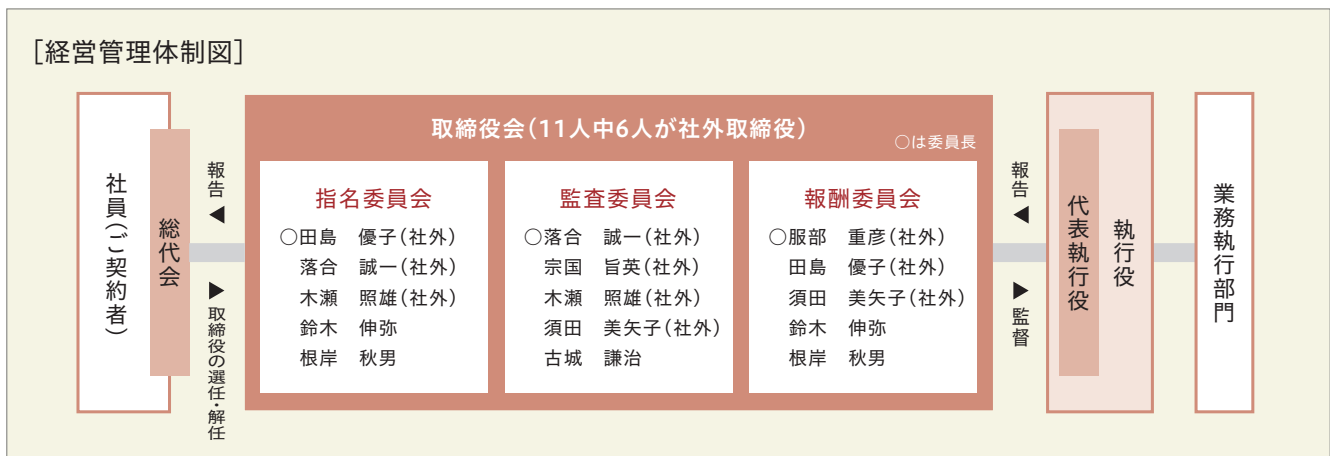 ［経営管理体制図］
社員（ご契約者）
総代会
報告
◀
▶
取締役の選任・解任
取締役会（11人中6人が社外取締役）
○は委員長
指名委員会
○田島　優子（社外）
落合　誠一（社外）
木瀬　照雄（社外）
鈴木　伸弥
根岸　秋男
監査委員会
○落合　誠一（社外）
宗国　旨英（社外）
木瀬　照雄（社外）
須田　美矢子（社外）
古城　謙治
報酬委員会
○服部　重彦（社外）
田島　優子（社外）
須田　美矢子（社外）
鈴木　伸弥
根岸　秋男
報告
◀
▶
監督
代表執行役
執行役
業務執行部門